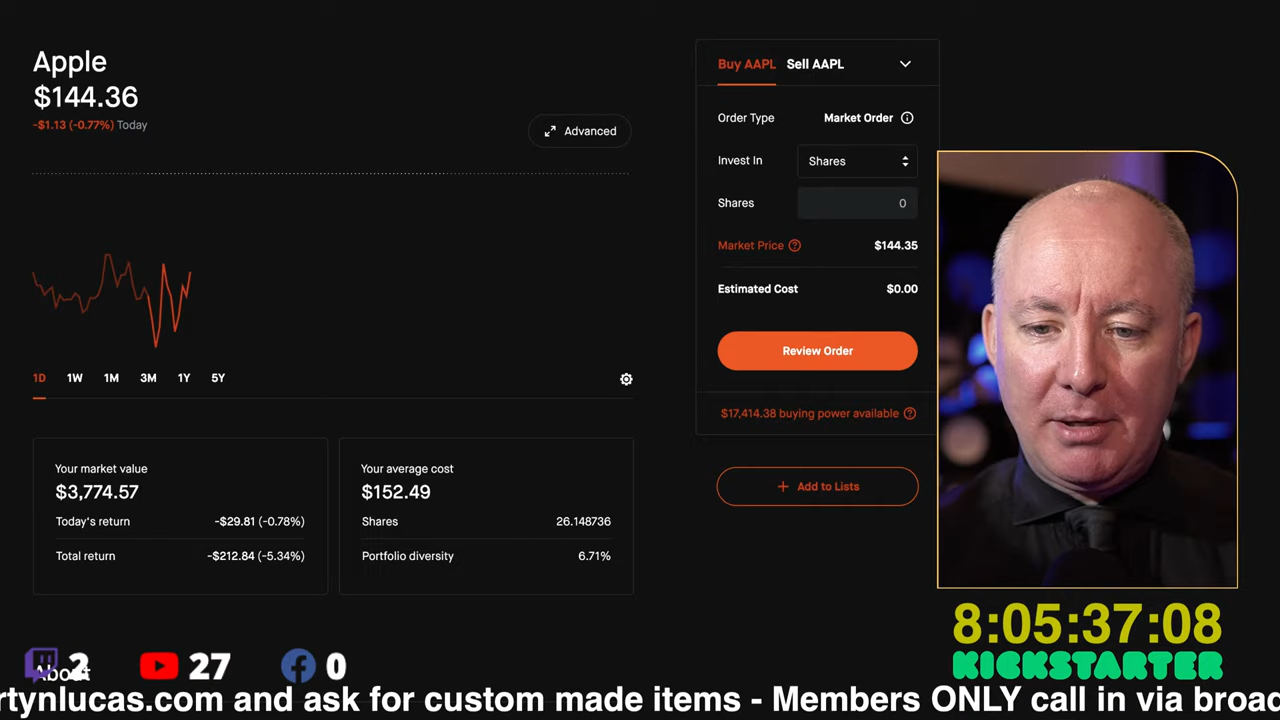 Apple
$144.36
-$1.13 (-0.77%) Today
Advanced
1D 1W 1M 3M 1Y 5Y
Your market value
$3,774.57
Today's return -$29.81 (-0.78%)
Total return -$212.84 (-5.34%)
Your average cost
$152.49
Shares 26.148736
Portfolio diversity 6.71%
Buy AAPL Sell AAPL
Order Type Market Order
Invest In Shares
Shares 0
Market Price $144.35
Estimated Cost $0.00
Review Order
$17,414.38 buying power available
+ Add to Lists
8:05:37:08
KICKSTARTER
About
2 27 0
rtynlucas.com and ask for custom made items - Members ONLY call in via broad